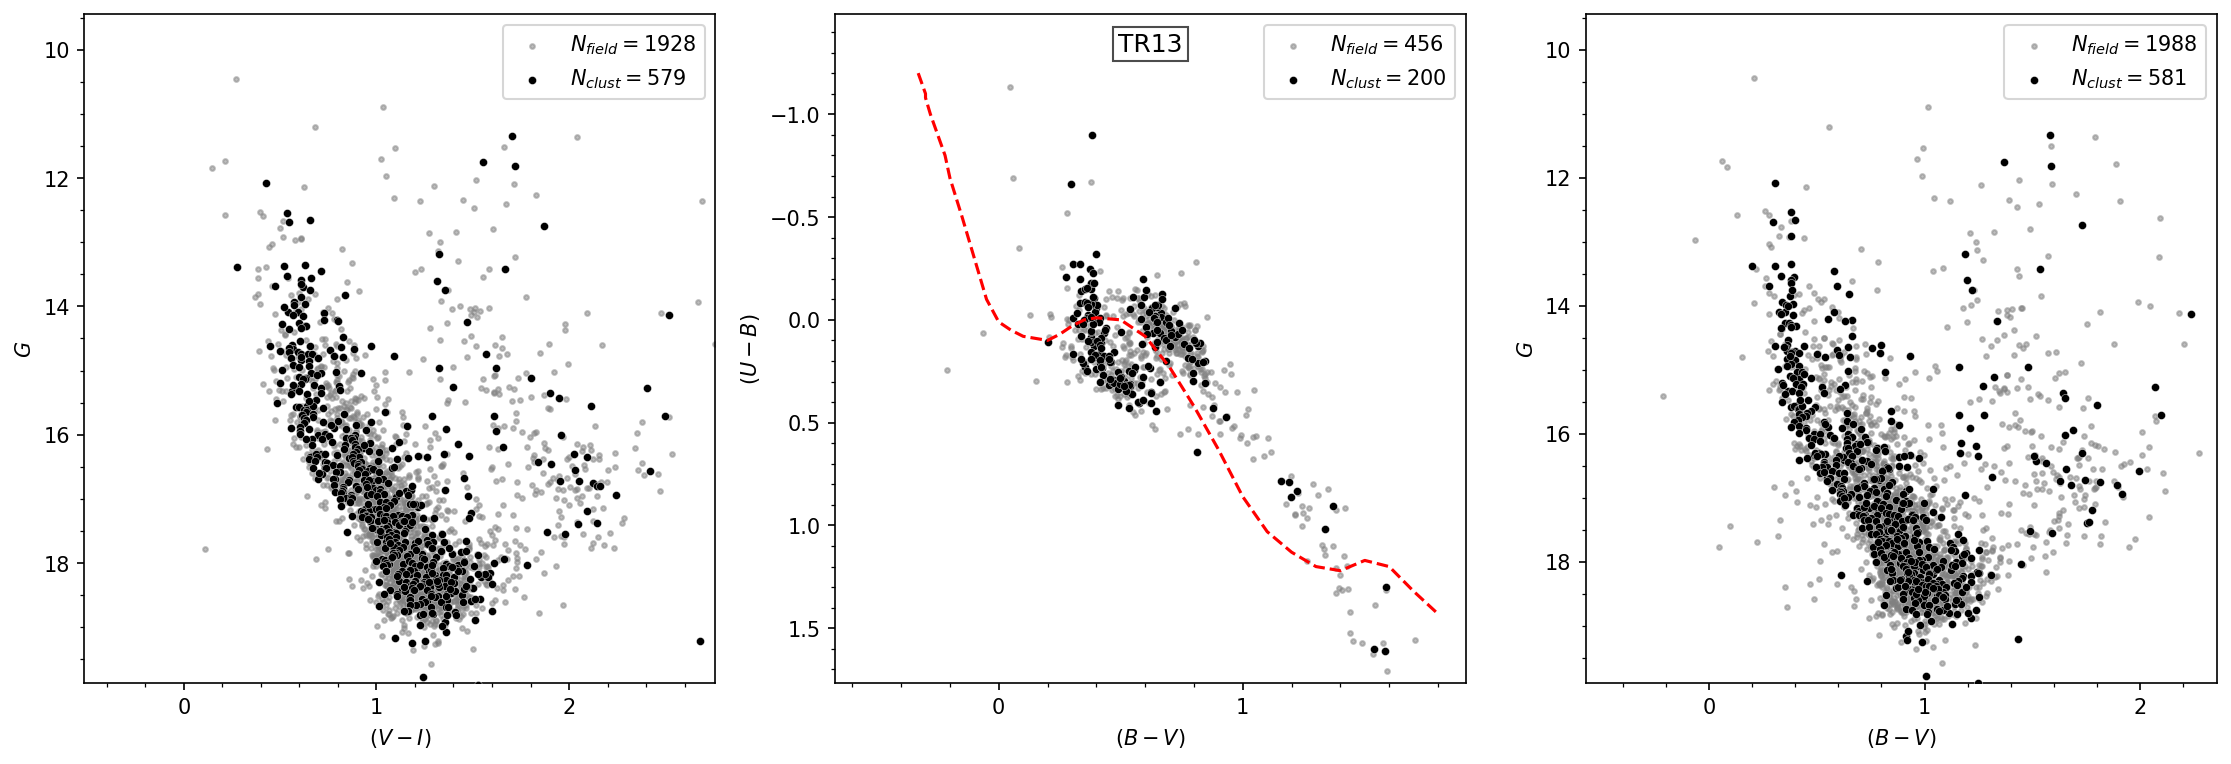 10
12
14
16
18
G
0
1
2
(V − I)
N_field = 1928
N_clust = 579
TR13
N_field = 456
N_clust = 200
−1.0
−0.5
0.0
0.5
1.0
1.5
(U − B)
0
1
(B − V)
N_field = 1988
N_clust = 581
10
12
14
16
18
G
0
1
2
(B − V)